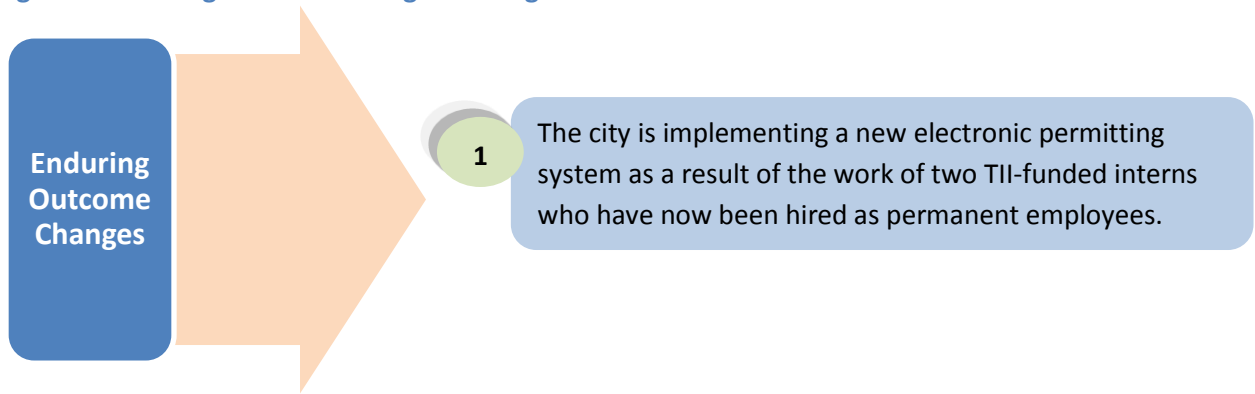 Enduring
Outcome
Changes
1
The city is implementing a new electronic permitting
system as a result of the work of two TII-funded interns
who have now been hired as permanent employees.